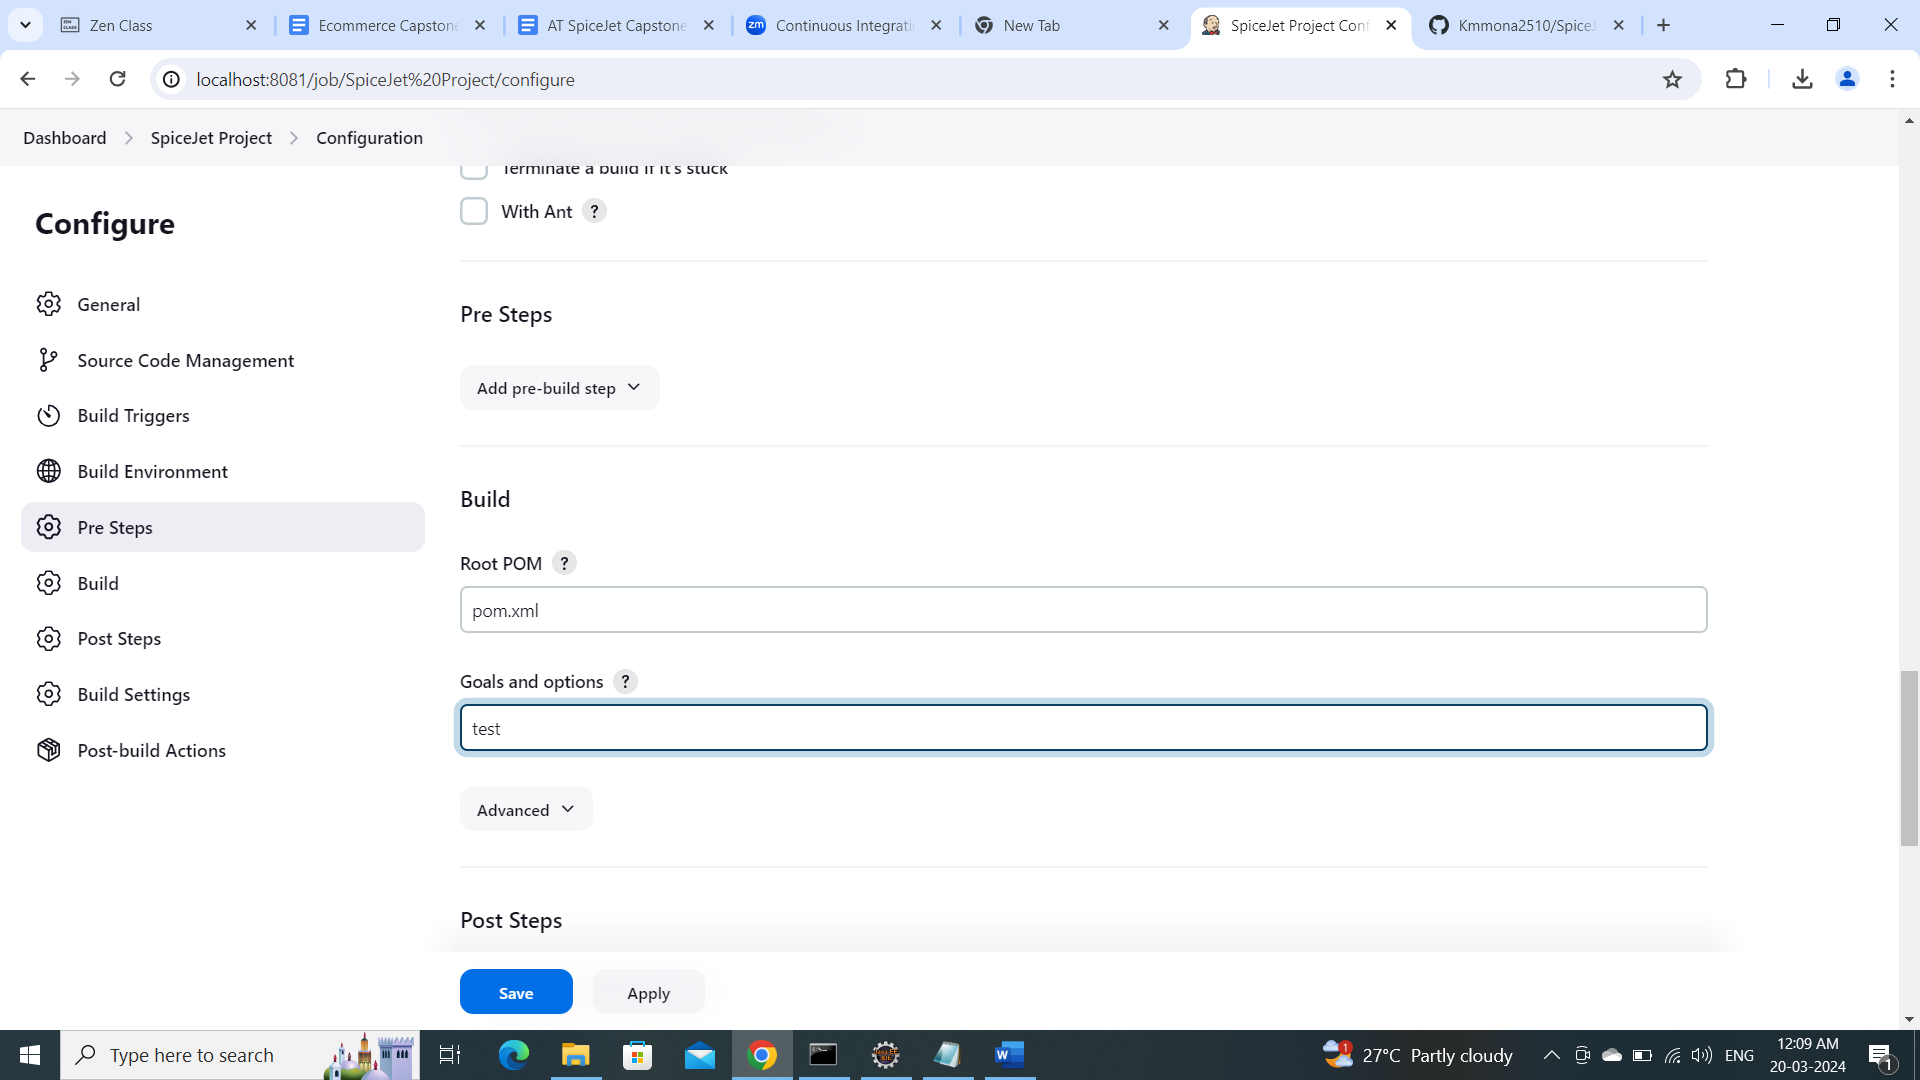 Zen Class
Ecommerce Capstone
AT SpiceJet Capstone
zm
Continuous Integrati
New Tab
SpiceJet Project Conf
Kmmona2510/SpiceJ
localhost:8081/job/SpiceJet%20Project/configure
Dashboard
SpiceJet Project
Configuration
Terminate a build if it's stuck
With Ant ?
Configure
General
Source Code Management
Build Triggers
Build Environment
Pre Steps
Build
Post Steps
Build Settings
Post-build Actions
Pre Steps
Add pre-build step
Build
Root POM ?
pom.xml
Goals and options ?
test
Advanced
Post Steps
Save
Apply
Type here to search
1
27°C Partly cloudy
ENG
12:09 AM
20-03-2024
1